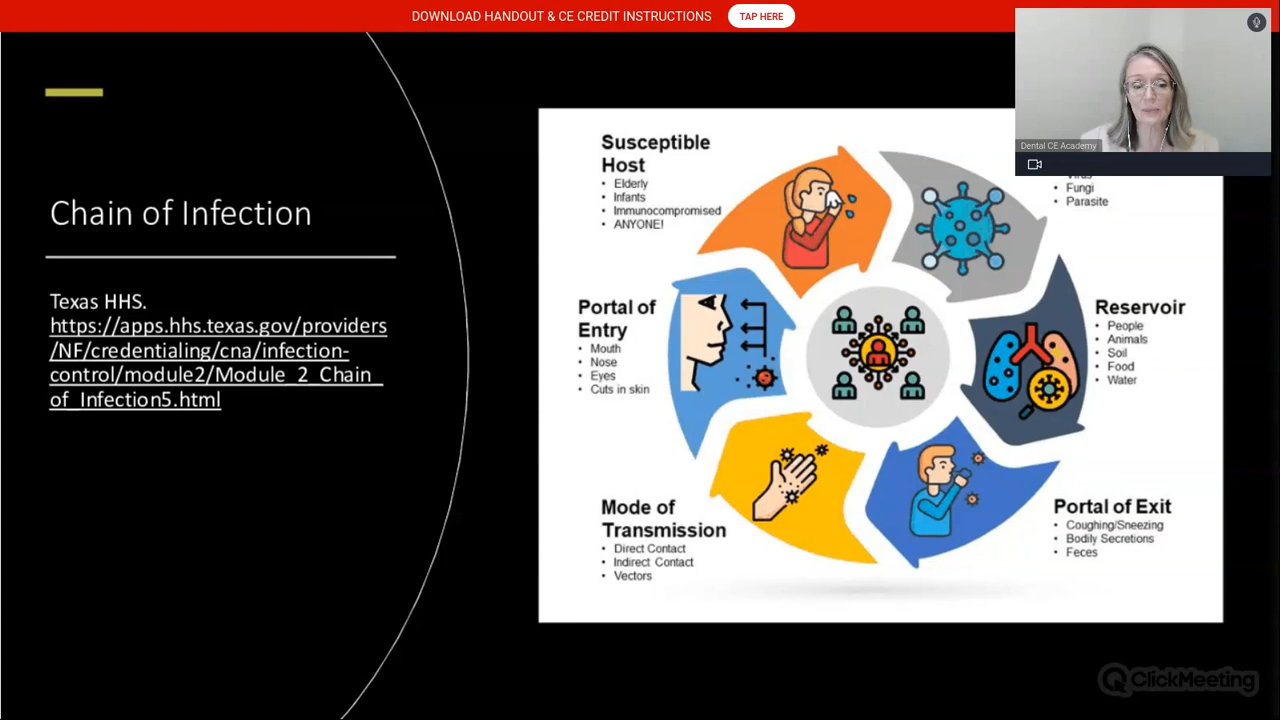 DOWNLOAD HANDOUT & CE CREDIT INSTRUCTIONS
TAP HERE
Dental CE Academy
Chain of Infection
Texas HHS.
https://apps.hhs.texas.gov/providers
/NF/credentialing/cna/infection-
control/module2/Module_2_Chain_
of_Infection5.html
Susceptible
Host
• Elderly
• Infants
• Immunocompromised
• ANYONE!
• Fungi
• Parasite
Portal of
Entry
• Mouth
• Nose
• Eyes
• Cuts in skin
Reservoir
• People
• Animals
• Soil
• Food
• Water
Mode of
Transmission
• Direct Contact
• Indirect Contact
• Vectors
Portal of Exit
• Coughing/Sneezing
• Bodily Secretions
• Feces
ClickMeeting